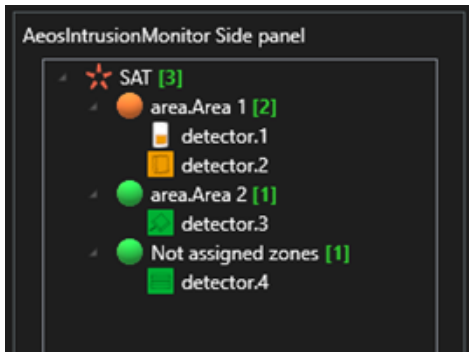 AeosIntrusionMonitor Side panel
SAT [3]
area.Area 1 [2]
detector.1
detector.2
area.Area 2 [1]
detector.3
Not assigned zones [1]
detector.4